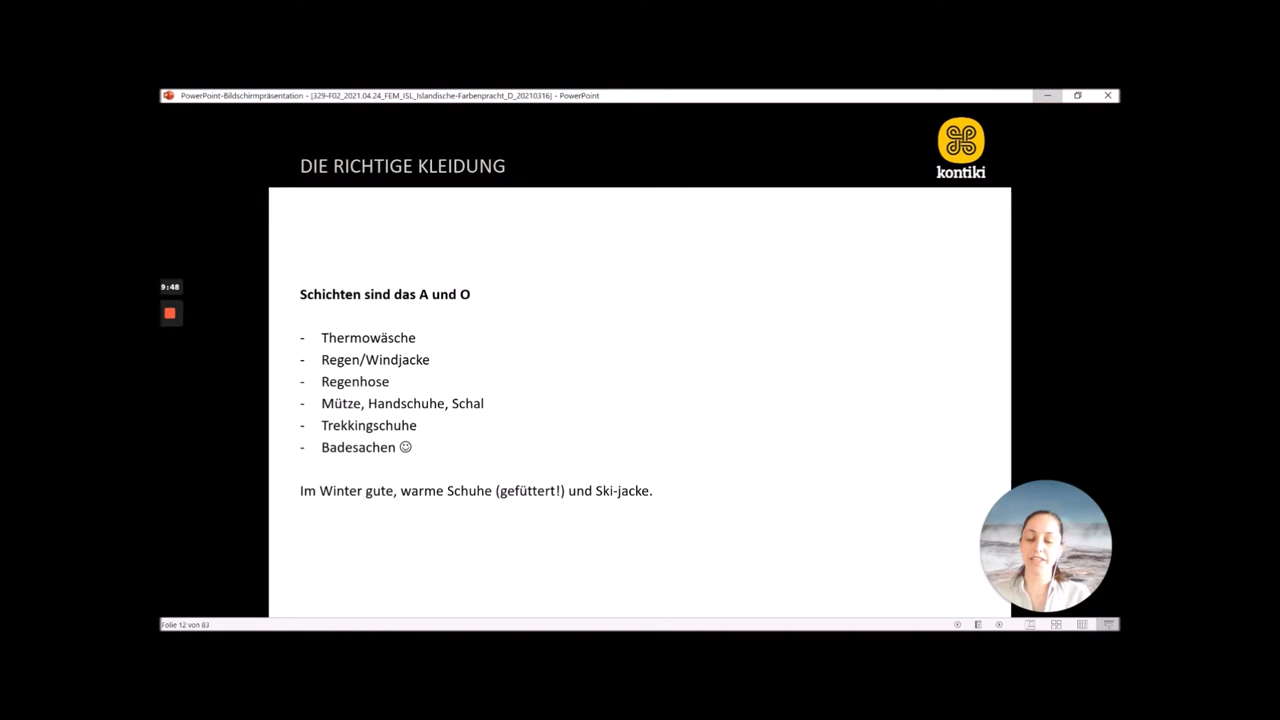 PowerPoint-Bildschirmpräsentation - [329-F02_2021.04.24_FEM_ISL_Islandische-Farbenpracht_D_20210316] - PowerPoint
DIE RICHTIGE KLEIDUNG
kontiki
9:48
Schichten sind das A und O
- Thermowäsche
- Regen/Windjacke
- Regenhose
- Mütze, Handschuhe, Schal
- Trekkingschuhe
- Badesachen ☺
Im Winter gute, warme Schuhe (gefüttert!) und Ski-jacke.
Folie 12 von 83